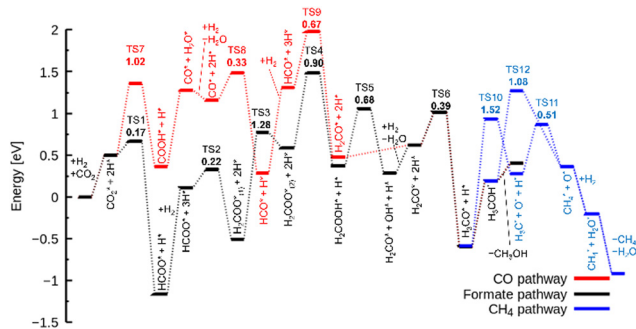 Energy [eV]
2
1.5
1
0.5
0
−0.5
−1
−1.5
+H₂
+CO₂
CO₂* + 2H*
TS7
1.02
TS1
0.17
COOH* + H*
HCOO* + H*
+H₂
CO* + H₂O*
HCOO* + 3H*
+H₂
−H₂O
CO* + 2H*
TS2
0.22
TS8
0.33
H₂COO* (1) + 2H*
TS3
1.28
HCO* + H*
+H₂
HCO* + 3H*
H₂COO* (2) + 2H*
TS9
0.67
TS4
0.90
H₂CO* + 2H*
H₂COOH* + H*
TS5
0.68
H₂CO* + OH* + H*
+H₂
−H₂O
H₂CO* + 2H*
TS6
0.39
H₃CO* + H*
TS10
1.52
H₃COH*
−CH₃OH
TS12
1.08
H₃C* + O* + H*
TS11
0.51
CH₃* + O*
+H₂
CH₃* + H₂O*
−CH₄
−H₂O
CO pathway
Formate pathway
CH₄ pathway